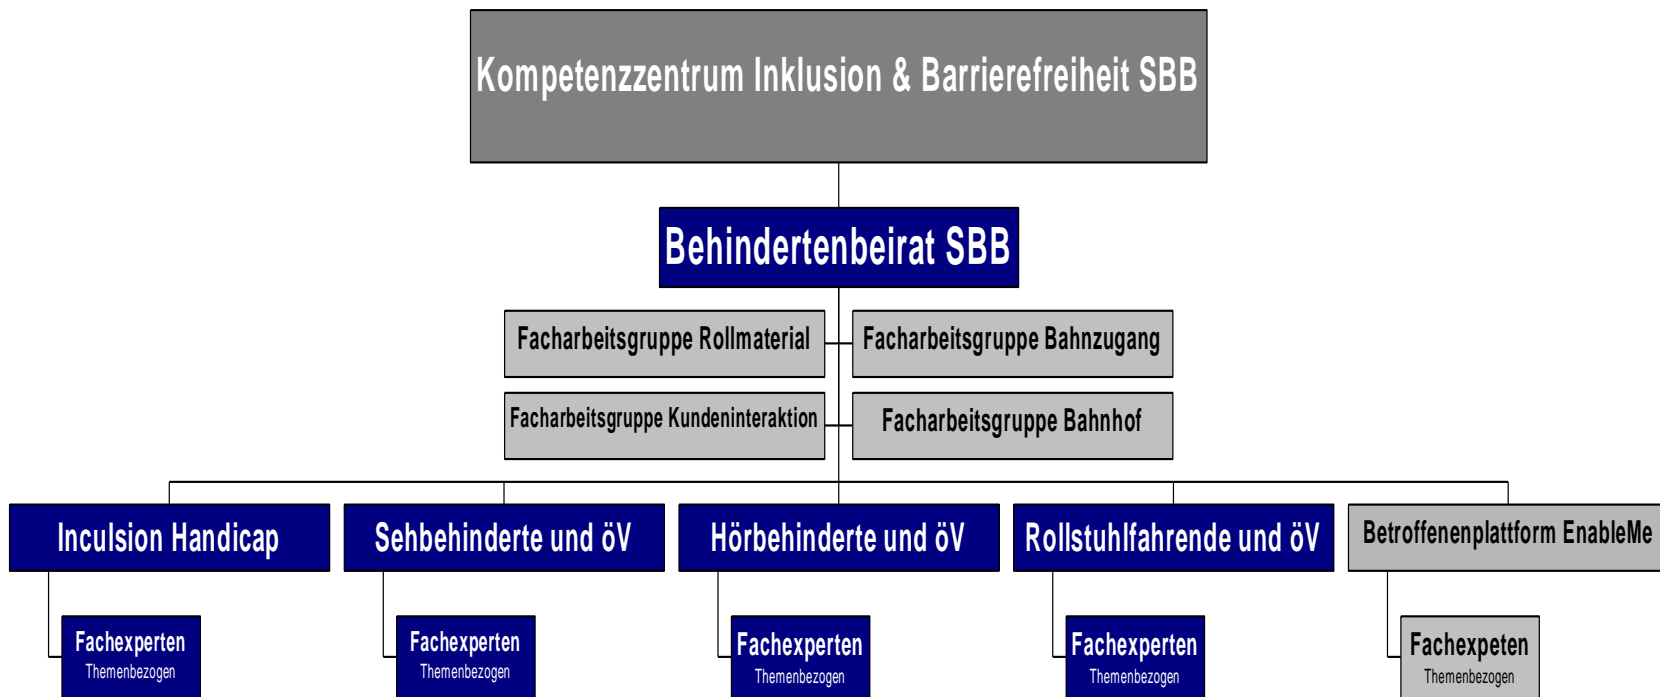 Kompetenzzentrum Inklusion & Barrierefreiheit SBB
Behindertenbeirat SBB
Facharbeitsgruppe Rollmaterial
Facharbeitsgruppe Bahnzugang
Facharbeitsgruppe Kundeninteraktion
Facharbeitsgruppe Bahnhof
Inculsion Handicap
Sehbehinderte und öV
Hörbehinderte und öV
Rollstuhlfahrende und öV
Betroffenenplattform EnableMe
Fachexperten
Themenbezogen
Fachexperten
Themenbezogen
Fachexperten
Themenbezogen
Fachexperten
Themenbezogen
Fachexpeten
Themenbezogen